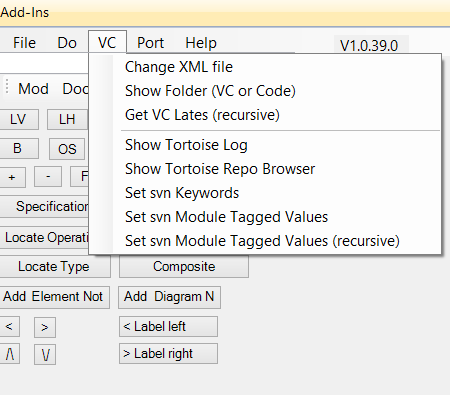 Add-Ins
File Do VC Port Help V1.0.39.0
Change XML file
Show Folder (VC or Code)
Get VC Lates (recursive)
Show Tortoise Log
Show Tortoise Repo Browser
Set svn Keywords
Set svn Module Tagged Values
Set svn Module Tagged Values (recursive)
Mod Doc
LV LH
B OS
+ - F
Specification
Locate Operati
Locate Type Composite
Add Element Not Add Diagram N
< > < Label left
/\ \/ > Label right